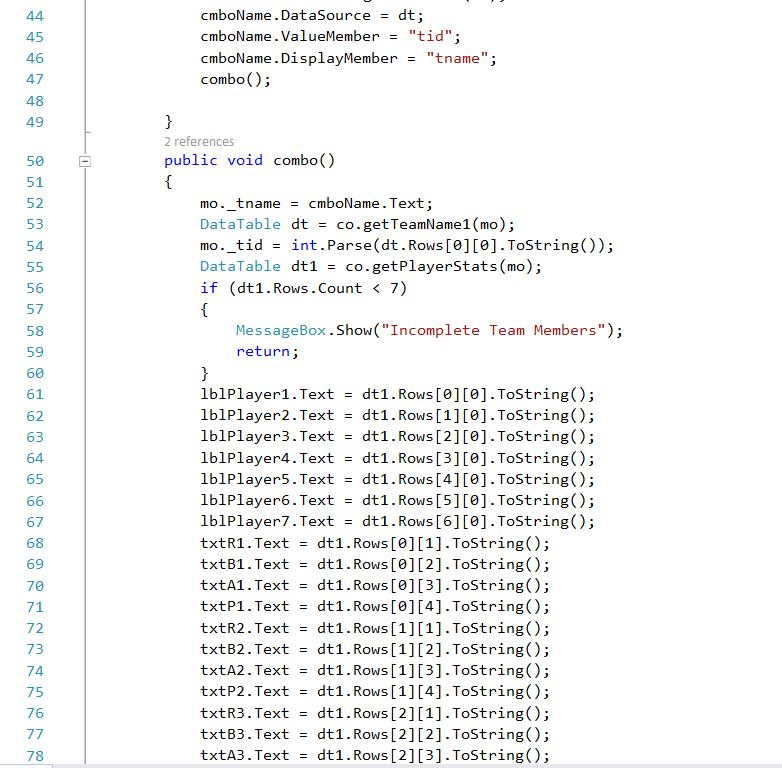 44 cmboName.DataSource = dt;
45 cmboName.ValueMember = "tid";
46 cmboName.DisplayMember = "tname";
47 combo();
48
49 }
2 references
50 public void combo()
51 {
52 mo._tname = cmboName.Text;
53 DataTable dt = co.getTeamName1(mo);
54 mo._tid = int.Parse(dt.Rows[0][0].ToString());
55 DataTable dt1 = co.getPlayerStats(mo);
56 if (dt1.Rows.Count < 7)
57 {
58 MessageBox.Show("Incomplete Team Members");
59 return;
60 }
61 lblPlayer1.Text = dt1.Rows[0][0].ToString();
62 lblPlayer2.Text = dt1.Rows[1][0].ToString();
63 lblPlayer3.Text = dt1.Rows[2][0].ToString();
64 lblPlayer4.Text = dt1.Rows[3][0].ToString();
65 lblPlayer5.Text = dt1.Rows[4][0].ToString();
66 lblPlayer6.Text = dt1.Rows[5][0].ToString();
67 lblPlayer7.Text = dt1.Rows[6][0].ToString();
68 txtR1.Text = dt1.Rows[0][1].ToString();
69 txtB1.Text = dt1.Rows[0][2].ToString();
70 txtA1.Text = dt1.Rows[0][3].ToString();
71 txtP1.Text = dt1.Rows[0][4].ToString();
72 txtR2.Text = dt1.Rows[1][1].ToString();
73 txtB2.Text = dt1.Rows[1][2].ToString();
74 txtA2.Text = dt1.Rows[1][3].ToString();
75 txtP2.Text = dt1.Rows[1][4].ToString();
76 txtR3.Text = dt1.Rows[2][1].ToString();
77 txtB3.Text = dt1.Rows[2][2].ToString();
78 txtA3.Text = dt1.Rows[2][3].ToString();